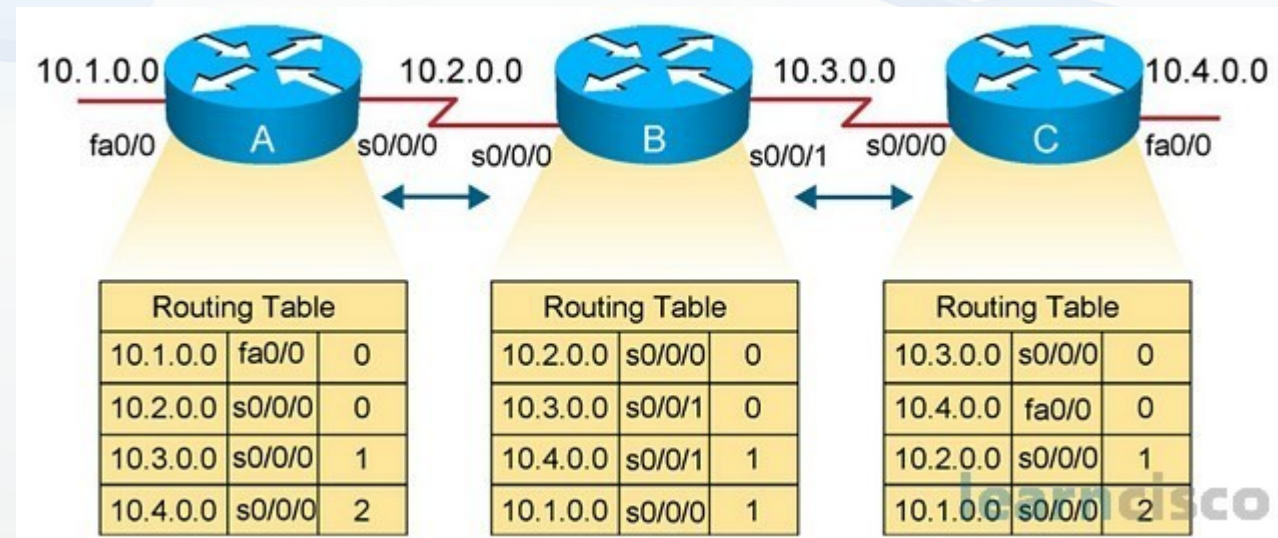 10.1.0.0 10.2.0.0 10.3.0.0 10.4.0.0
A B C
fa0/0 s0/0/0 s0/0/0 s0/0/1 s0/0/0 fa0/0
Routing Table
10.1.0.0 fa0/0 0
10.2.0.0 s0/0/0 0
10.3.0.0 s0/0/0 1
10.4.0.0 s0/0/0 2
Routing Table
10.2.0.0 s0/0/0 0
10.3.0.0 s0/0/1 0
10.4.0.0 s0/0/1 1
10.1.0.0 s0/0/0 1
Routing Table
10.3.0.0 s0/0/0 0
10.4.0.0 fa0/0 0
10.2.0.0 s0/0/0 1
10.1.0.0 s0/0/0 2
learncisco